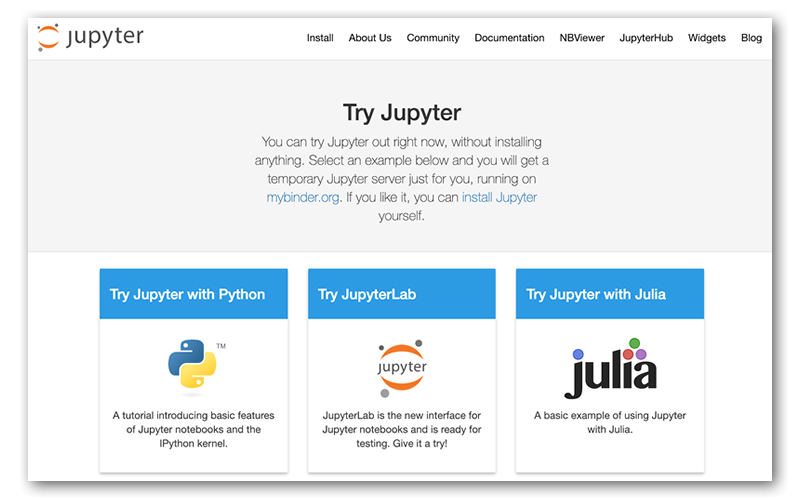 jupyter
Install About Us Community Documentation NBViewer JupyterHub Widgets Blog
Try Jupyter
You can try Jupyter out right now, without installing
anything. Select an example below and you will get a
temporary Jupyter server just for you, running on
mybinder.org. If you like it, you can install Jupyter
yourself.
Try Jupyter with Python
TM
A tutorial introducing basic features
of Jupyter notebooks and the
IPython kernel.
Try JupyterLab
jupyter
JupyterLab is the new interface for
Jupyter notebooks and is ready for
testing. Give it a try!
Try Jupyter with Julia
julia
A basic example of using Jupyter
with Julia.